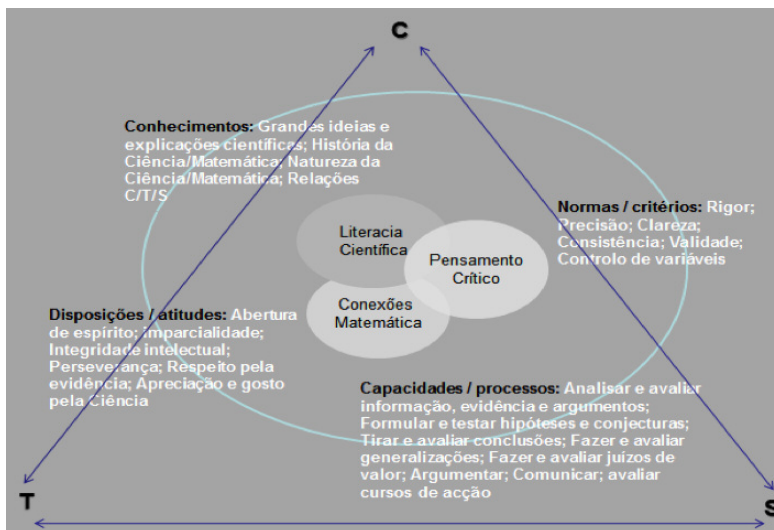 C
Conhecimentos: Grandes ideias e
explicações científicas; História da
Ciência/Matemática; Natureza da
Ciência/Matemática; Relações
C/T/S
Normas / critérios: Rigor;
Precisão; Clareza;
Consistência; Validade;
Controlo de variáveis
Literacia
Científica
Pensamento
Crítico
Conexões
Matemática
Disposições / atitudes: Abertura
de espírito; imparcialidade;
Integridade intelectual;
Perseverança; Respeito pela
evidência; Apreciação e gosto
pela Ciência
Capacidades / processos: Analisar e avaliar
informação, evidência e argumentos;
Formular e testar hipóteses e conjecturas;
Tirar e avaliar conclusões; Fazer e avaliar
generalizações; Fazer e avaliar juízos de
valor; Argumentar; Comunicar; avaliar
cursos de acção
T
S